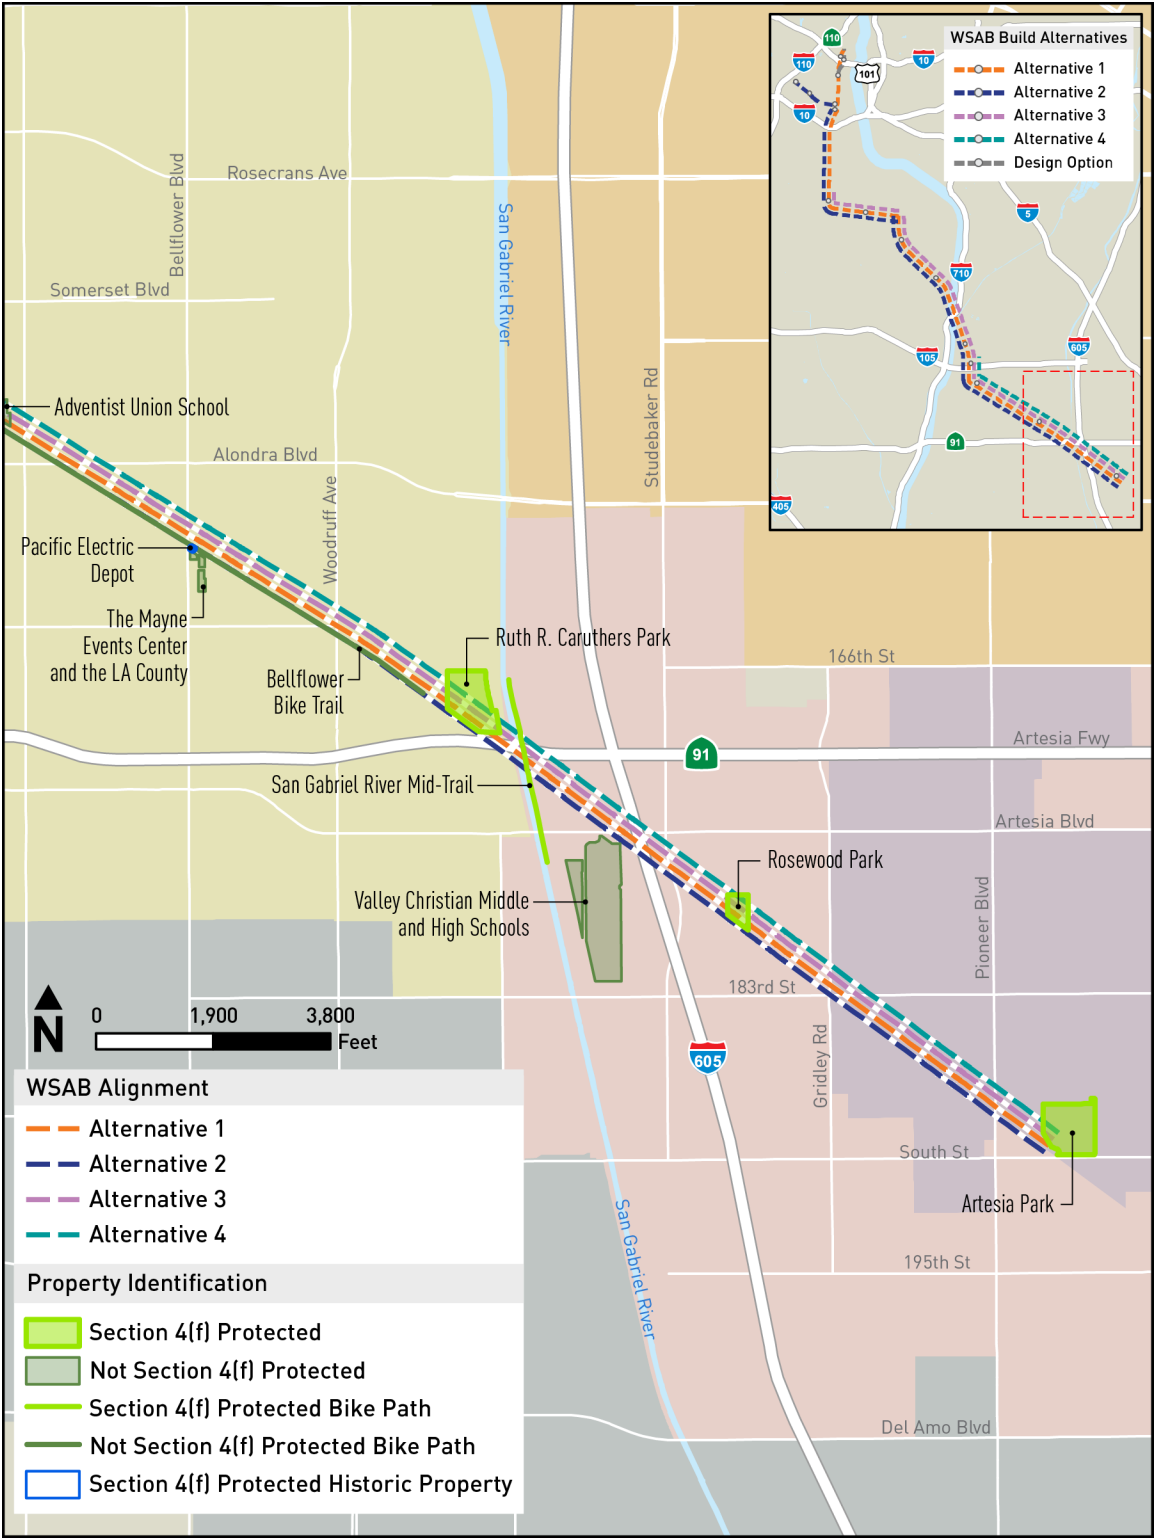 WSAB Build Alternatives
Alternative 1
Alternative 2
Alternative 3
Alternative 4
Design Option
110
110
101
10
10
5
710
105
605
91
405
Rosecrans Ave
Bellflower Blvd
San Gabriel River
Somerset Blvd
Studebaker Rd
Adventist Union School
Alondra Blvd
Woodruff Ave
Pacific Electric
Depot
The Mayne
Events Center
and the LA County
Ruth R. Caruthers Park
166th St
Bellflower
Bike Trail
Artesia Fwy
91
San Gabriel River Mid-Trail
Artesia Blvd
Rosewood Park
Valley Christian Middle
and High Schools
Pioneer Blvd
183rd St
N
0
1,900
3,800
Feet
605
Gridley Rd
South St
Artesia Park
San Gabriel River
195th St
Del Amo Blvd
WSAB Alignment
Alternative 1
Alternative 2
Alternative 3
Alternative 4
Property Identification
Section 4(f) Protected
Not Section 4(f) Protected
Section 4(f) Protected Bike Path
Not Section 4(f) Protected Bike Path
Section 4(f) Protected Historic Property